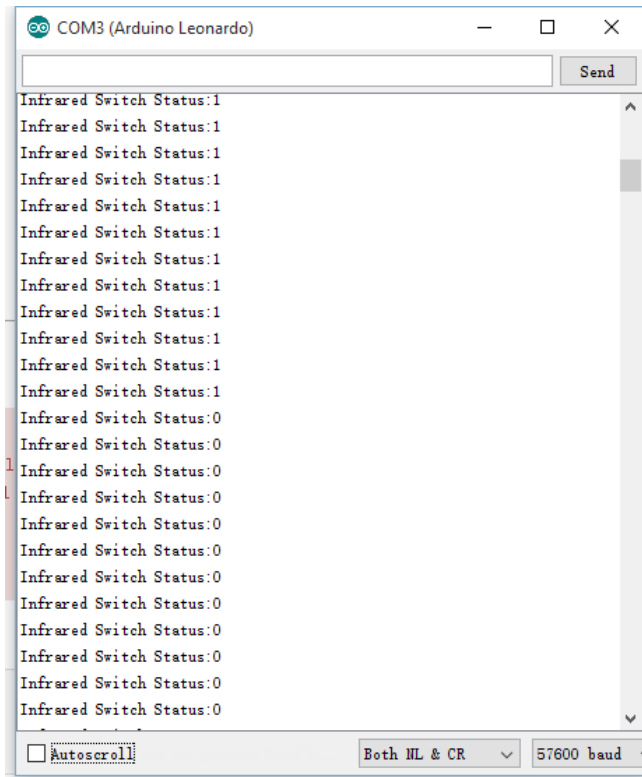 COM3 (Arduino Leonardo)
Send
Infrared Switch Status:1
Infrared Switch Status:1
Infrared Switch Status:1
Infrared Switch Status:1
Infrared Switch Status:1
Infrared Switch Status:1
Infrared Switch Status:1
Infrared Switch Status:1
Infrared Switch Status:1
Infrared Switch Status:1
Infrared Switch Status:1
Infrared Switch Status:1
Infrared Switch Status:0
Infrared Switch Status:0
Infrared Switch Status:0
Infrared Switch Status:0
Infrared Switch Status:0
Infrared Switch Status:0
Infrared Switch Status:0
Infrared Switch Status:0
Infrared Switch Status:0
Infrared Switch Status:0
Infrared Switch Status:0
Infrared Switch Status:0
Autoscroll
Both NL & CR
57600 baud